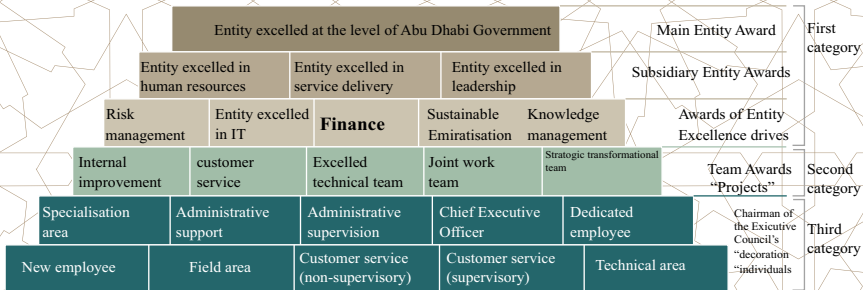 Entity excelled at the level of Abu Dhabi Government
Main Entity Award
First
category
Entity excelled in
human resources
Entity excelled in
service delivery
Entity excelled in
leadership
Subsidiary Entity Awards
Risk
management
Entity excelled
in IT
Finance
Sustainable
Emiratisation
Knowledge
management
Awards of Entity
Excellence drives
Internal
improvement
customer
service
Excelled
technical team
Joint work
team
Stratogic transformational
team
Team Awards
“Projects”
Second
category
Specialisation
area
Administrative
support
Administrative
supervision
Chief Executive
Officer
Dedicated
employee
Chairman of
the Exicutive
Council’s
“decoration
“individuals
Third
category
New employee
Field area
Customer service
(non-supervisory)
Customer service
(supervisory)
Technical area